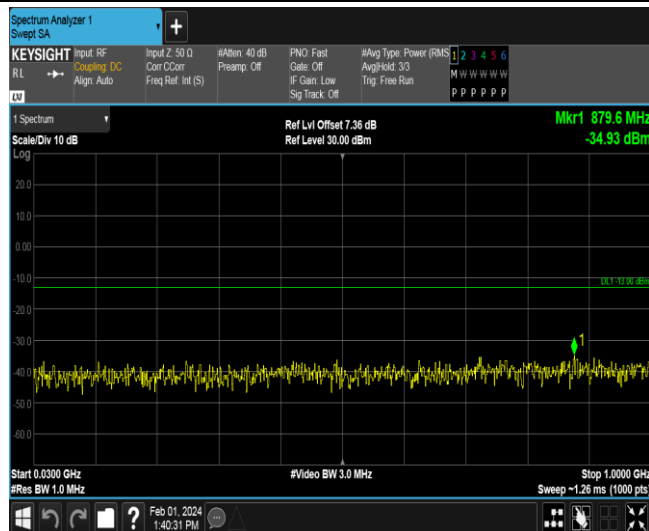 Spectrum Analyzer 1
Swept SA
+
KEYSIGHT
RL
LXI
Input: RF
Coupling: DC
Align: Auto
Input Z: 50 Ω
Corr CCorr
Freq Ref: Int (S)
#Atten: 40 dB
Preamp: Off
PNO: Fast
Gate: Off
IF Gain: Low
Sig Track: Off
#Avg Type: Power (RMS
Avg|Hold: 3/3
Trig: Free Run
1 2 3 4 5 6
M W W W W W
P P P P P P
1 Spectrum
Scale/Div 10 dB
Ref Lvl Offset 7.36 dB
Ref Level 30.00 dBm
Mkr1 879.6 MHz
-34.93 dBm
Log
20.0
10.0
0.00
-10.0
DL1 -13.00 dBm
-20.0
-30.0
1
-40.0
-50.0
-60.0
Start 0.0300 GHz
#Video BW 3.0 MHz
Stop 1.0000 GHz
#Res BW 1.0 MHz
Sweep ~1.26 ms (1000 pts)
?
Feb 01, 2024
1:40:31 PM